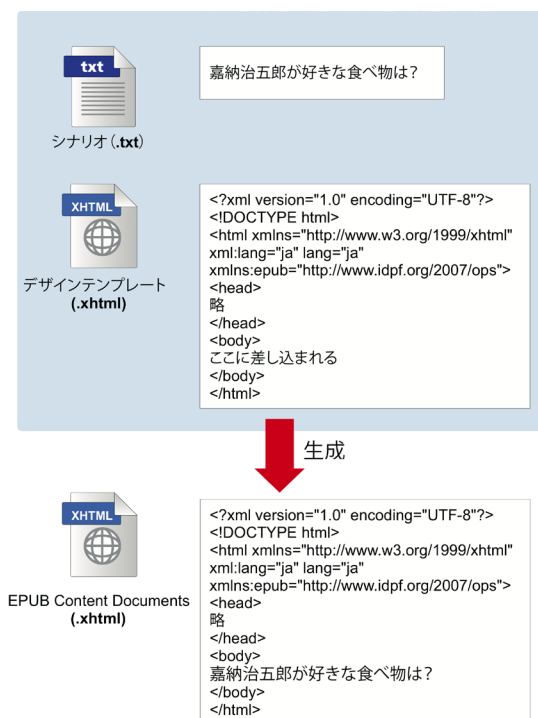 txt
嘉納治五郎が好きな食べ物は？
シナリオ（.txt）
XHTML
デザインテンプレート
(.xhtml)
<?xml version="1.0" encoding="UTF-8"?>
<!DOCTYPE html>
<html xmlns="http://www.w3.org/1999/xhtml"
xml:lang="ja" lang="ja"
xmlns:epub="http://www.idpf.org/2007/ops">
<head>
略
</head>
<body>
ここに差し込まれる
</body>
</html>
生成
XHTML
EPUB Content Documents
(.xhtml)
<?xml version="1.0" encoding="UTF-8"?>
<!DOCTYPE html>
<html xmlns="http://www.w3.org/1999/xhtml"
xml:lang="ja" lang="ja"
xmlns:epub="http://www.idpf.org/2007/ops">
<head>
略
</head>
<body>
嘉納治五郎が好きな食べ物は？
</body>
</html>